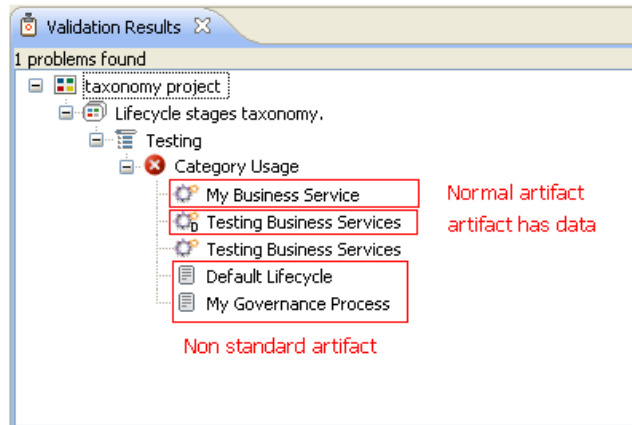 Validation Results
1 problems found
taxonomy project
Lifecycle stages taxonomy.
Testing
Category Usage
My Business Service Normal artifact
D Testing Business Services artifact has data
Testing Business Services
Default Lifecycle
My Governance Process
Non standard artifact